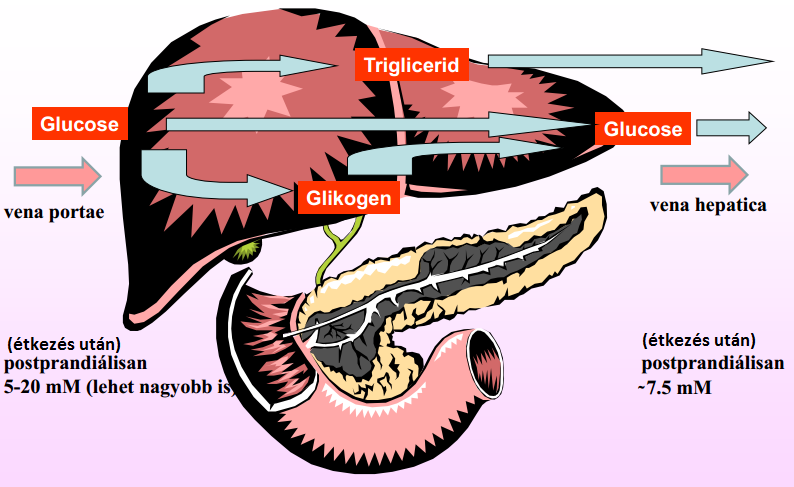 Triglicerid
Glucose
Glucose
Glikogen
vena portae
vena hepatica
(étkezés után)
postprandiálisan
5-20 mM (lehet nagyobb is)
(étkezés után)
postprandiálisan
~7.5 mM